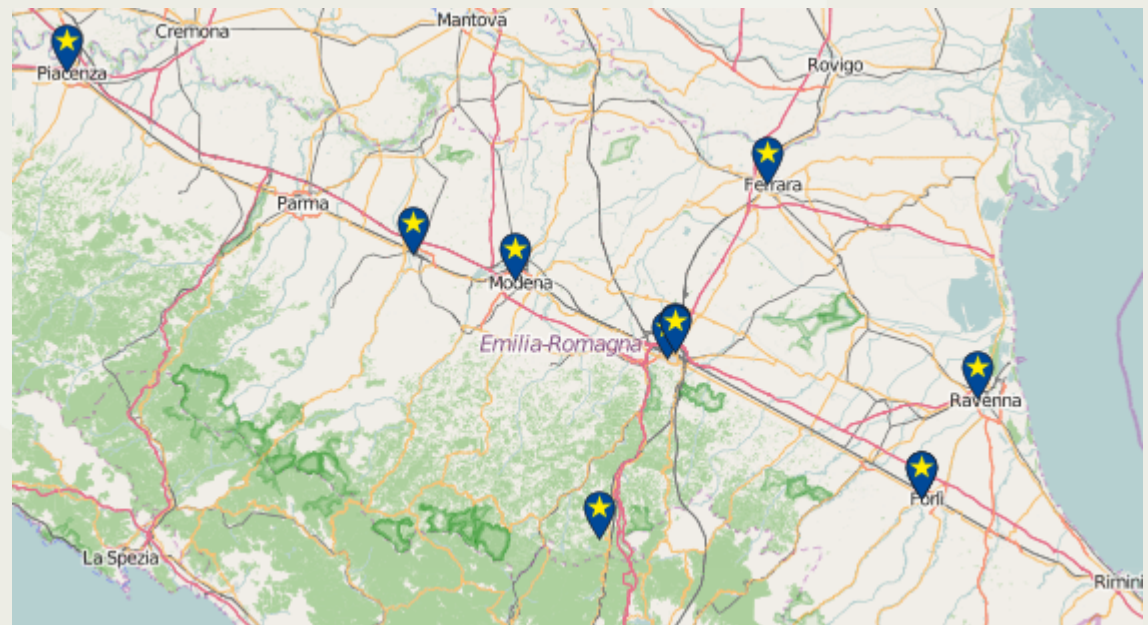 Mantova
Cremona
Rovigo
Piacenza
Ferrara
Parma
Modena
Emilia-Romagna
Ravenna
Forlì
La Spezia
Rimini